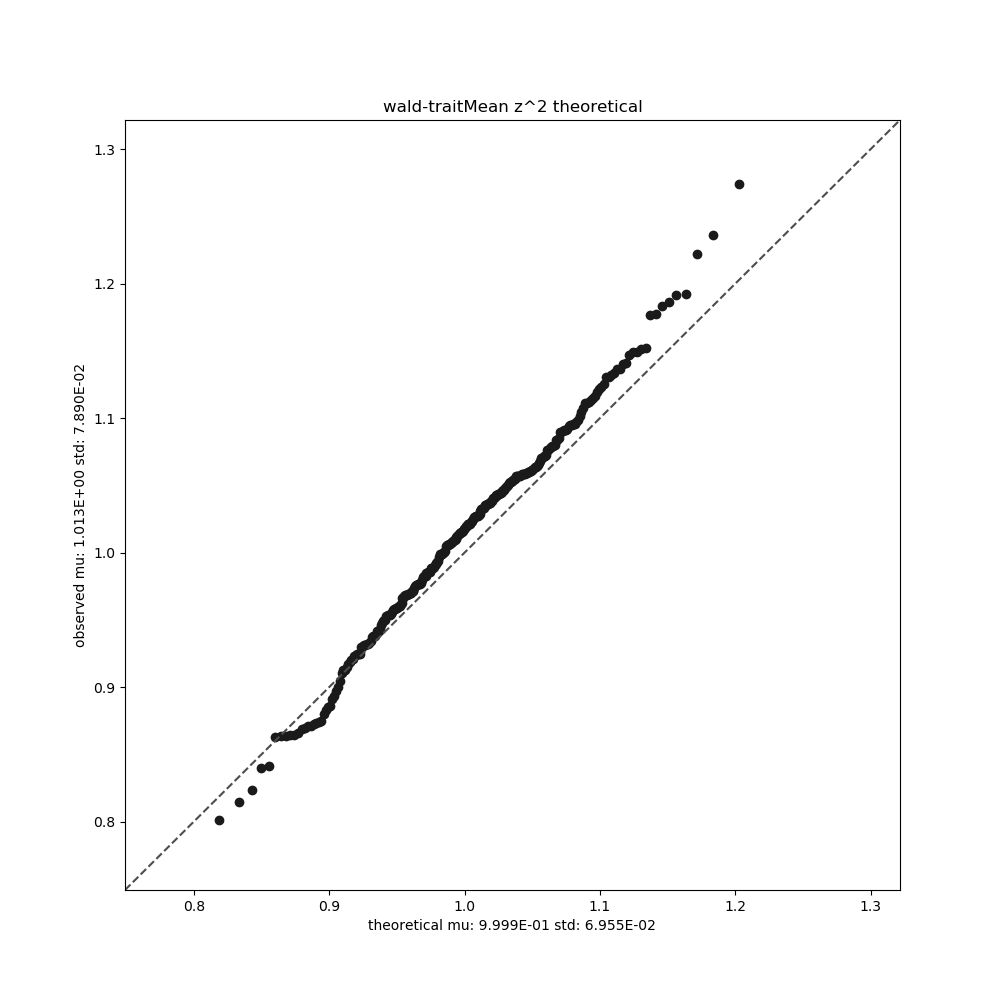 wald-traitMean z^2 theoretical
1.3
1.2
1.1
1.0
0.9
0.8
observed mu: 1.013E+00 std: 7.890E-02
0.8 0.9 1.0 1.1 1.2 1.3
theoretical mu: 9.999E-01 std: 6.955E-02